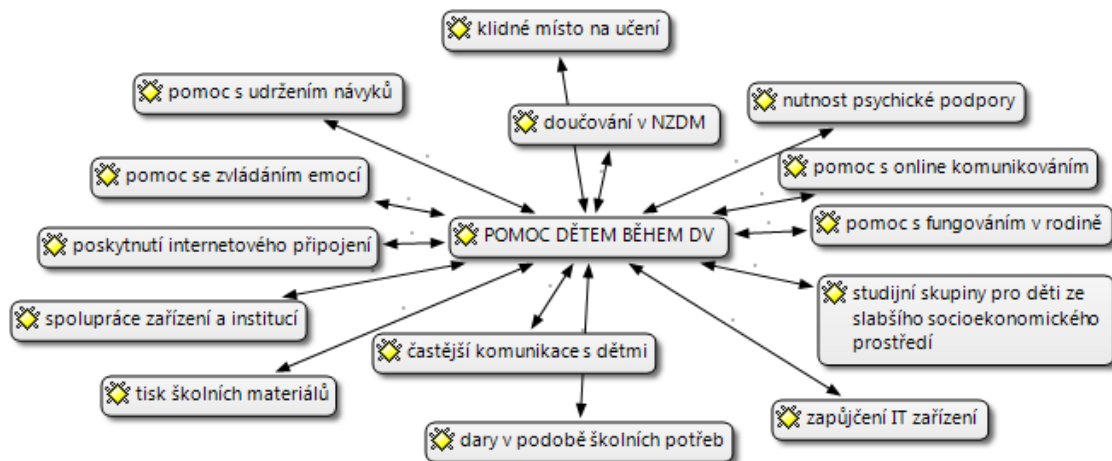 klidné místo na učení
pomoc s udržením návyků
nutnost psychické podpory
doučování v NZDM
pomoc se zvládáním emocí
pomoc s online komunikováním
POMOC DĚTEM BĚHEM DV
pomoc s fungováním v rodině
poskytnutí internetového připojení
studijní skupiny pro děti ze
slabšího socioekonomického
prostředí
spolupráce zařízení a institucí
častější komunikace s dětmi
tisk školních materiálů
zapůjčení IT zařízení
dary v podobě školních potřeb